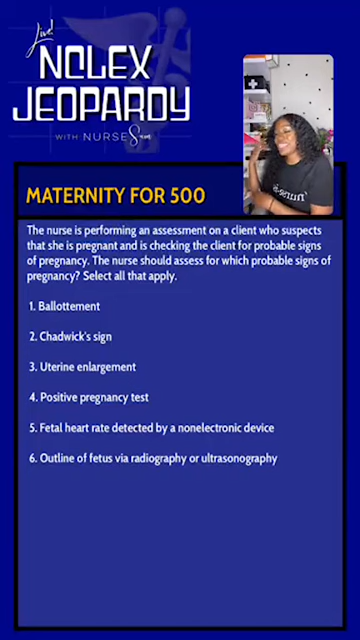 Live!
NCLEX
JEOPARDY
WITH NURSE Sam
MATERNITY FOR 500
The nurse is performing an assessment on a client who suspects
that she is pregnant and is checking the client for probable signs
of pregnancy. The nurse should assess for which probable signs of
pregnancy? Select all that apply.
1. Ballottement
2. Chadwick's sign
3. Uterine enlargement
4. Positive pregnancy test
5. Fetal heart rate detected by a nonelectronic device
6. Outline of fetus via radiography or ultrasonography